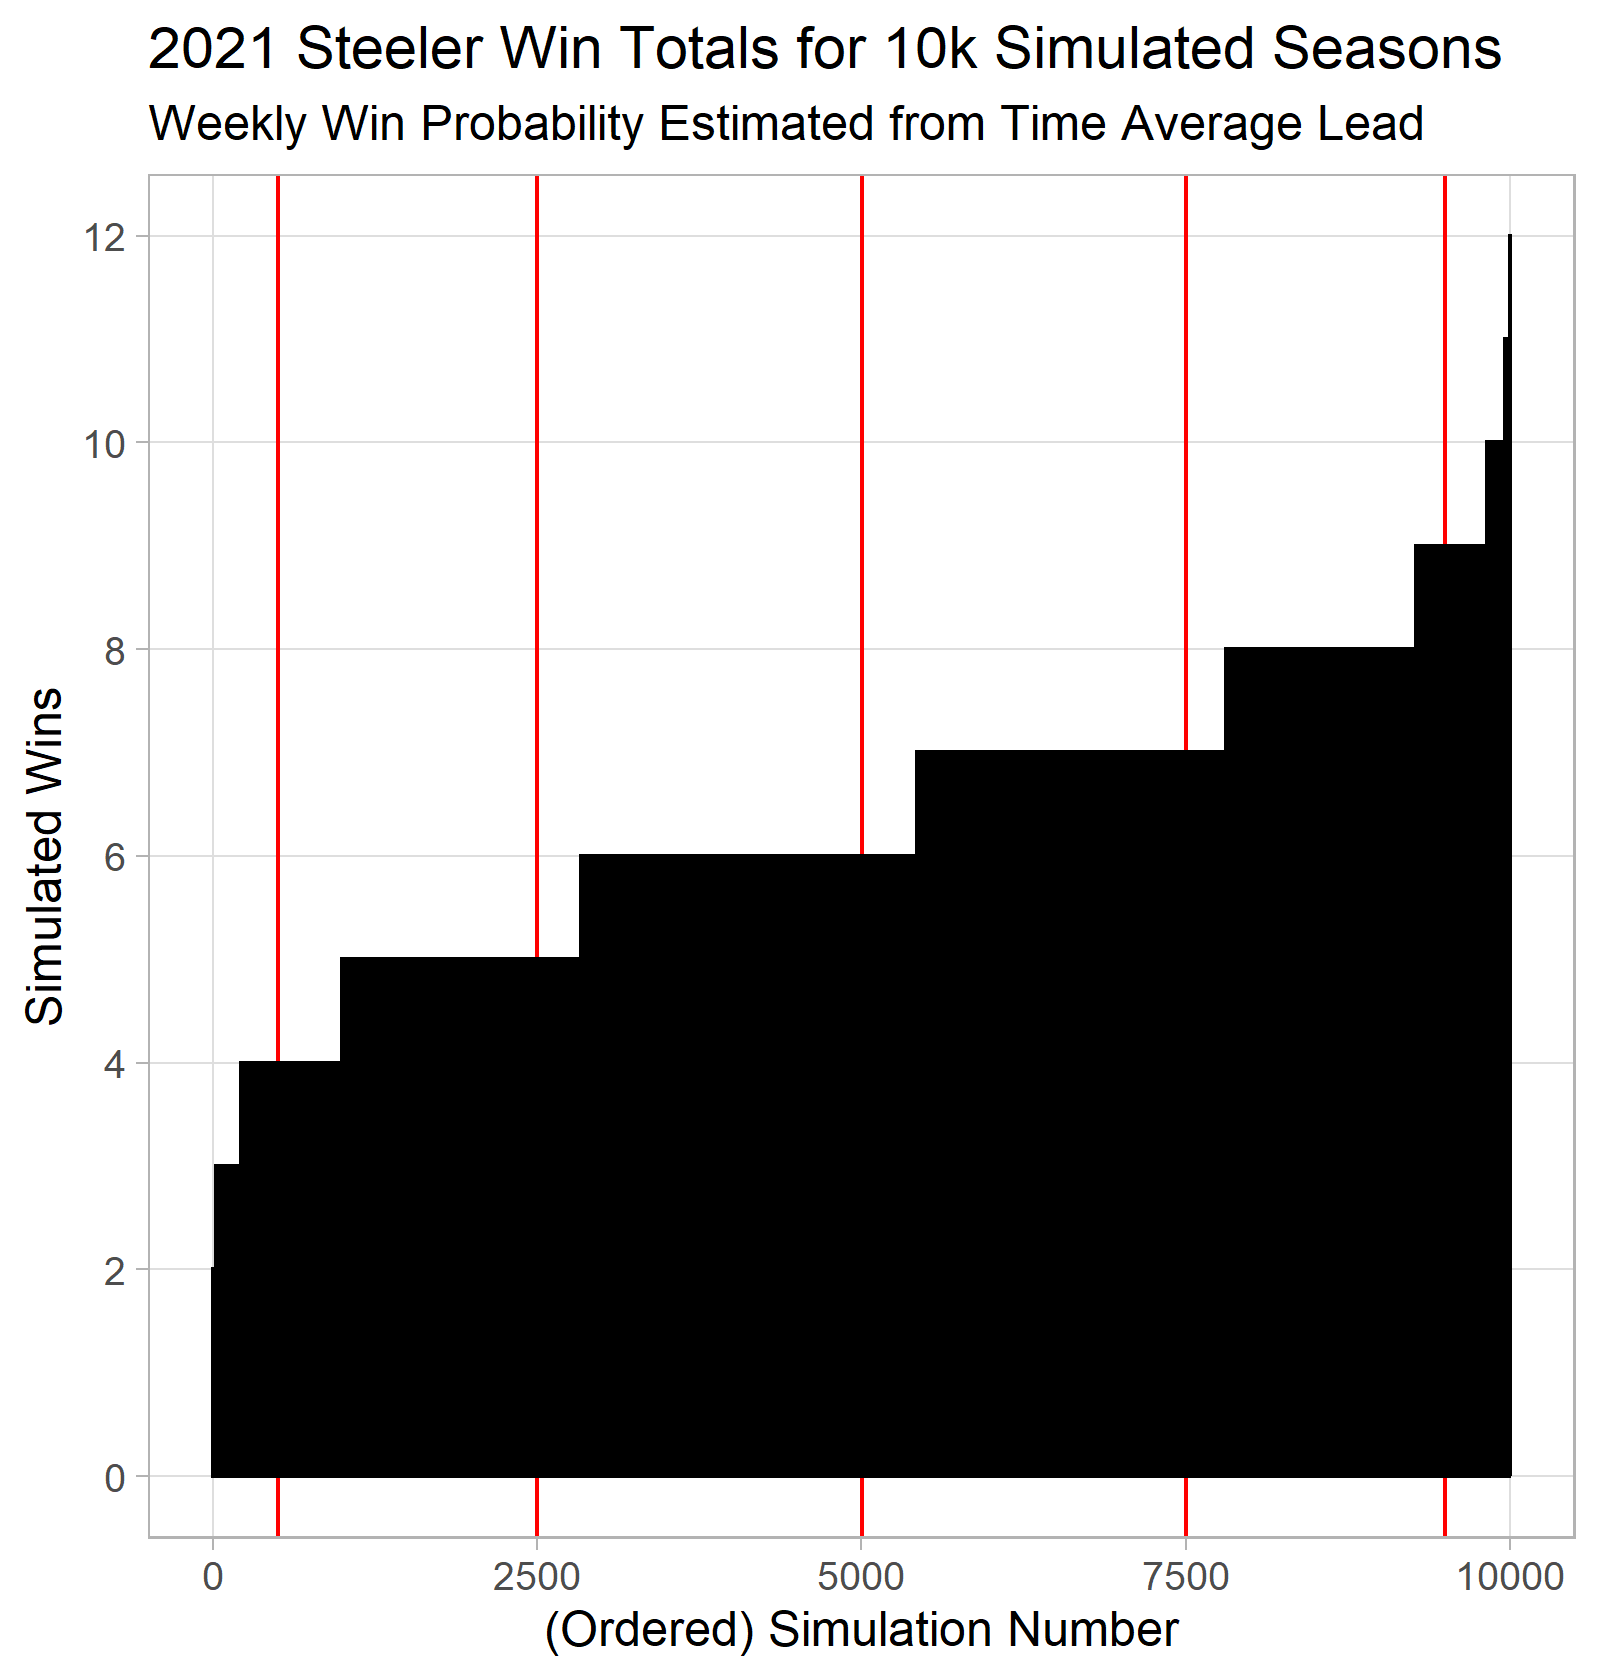 2021 Steeler Win Totals for 10k Simulated Seasons
Weekly Win Probability Estimated from Time Average Lead
12
10
8
6
4
2
0
Simulated Wins
0 2500 5000 7500 10000
(Ordered) Simulation Number